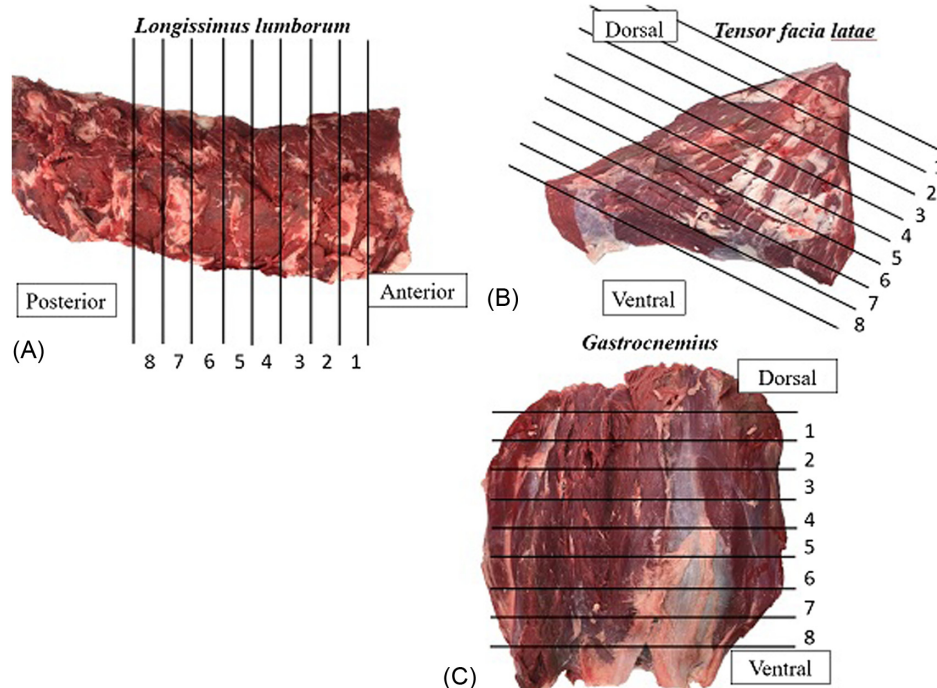 Longissimus lumborum
Posterior
Anterior
8 7 6 5 4 3 2 1
(A)
Dorsal
Tensor facia latae
1
2
3
4
5
6
7
8
Ventral
(B)
Gastrocnemius
Dorsal
1
2
3
4
5
6
7
8
Ventral
(C)